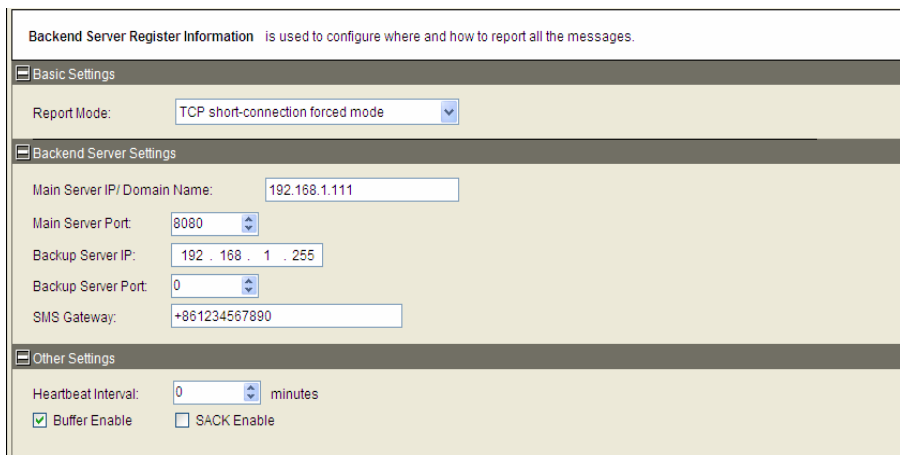 Backend Server Register Information is used to configure where and how to report all the messages.
Basic Settings
Report Mode: TCP short-connection forced mode
Backend Server Settings
Main Server IP/ Domain Name: 192.168.1.111
Main Server Port: 8080
Backup Server IP: 192 . 168 . 1 . 255
Backup Server Port: 0
SMS Gateway: +861234567890
Other Settings
Heartbeat Interval: 0 minutes
Buffer Enable SACK Enable